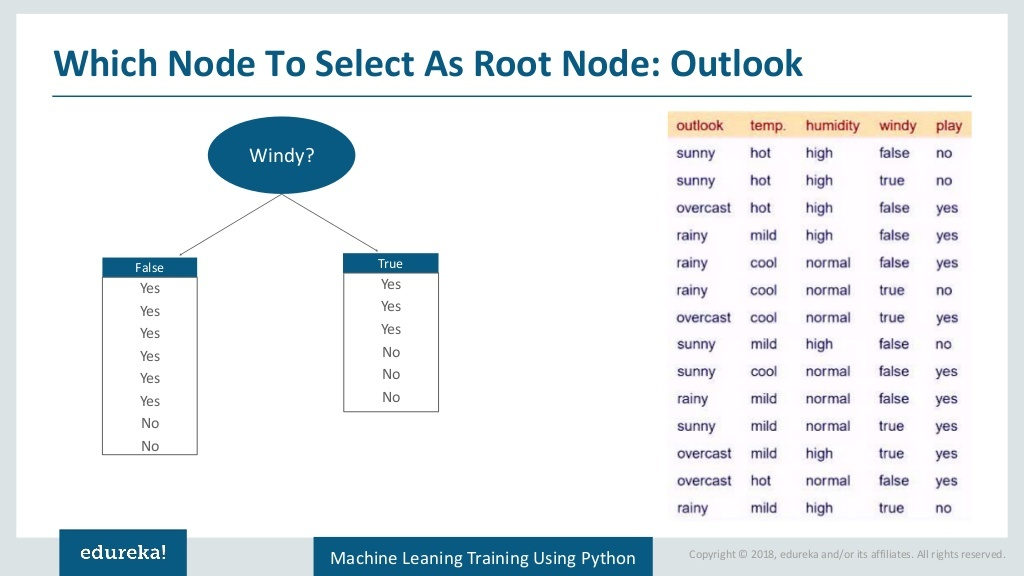 Which Node To Select As Root Node: Outlook
Windy?
False
Yes
Yes
Yes
Yes
Yes
Yes
No
No
True
Yes
Yes
Yes
No
No
No
outlook temp. humidity windy play
sunny hot high false no
sunny hot high true no
overcast hot high false yes
rainy mild high false yes
rainy cool normal false yes
rainy cool normal true no
overcast cool normal true yes
sunny mild high false no
sunny cool normal false yes
rainy mild normal false yes
sunny mild normal true yes
overcast mild high true yes
overcast hot normal false yes
rainy mild high true no
edureka!
Machine Leaning Training Using Python
Copyright © 2018, edureka and/or its affiliates. All rights reserved.